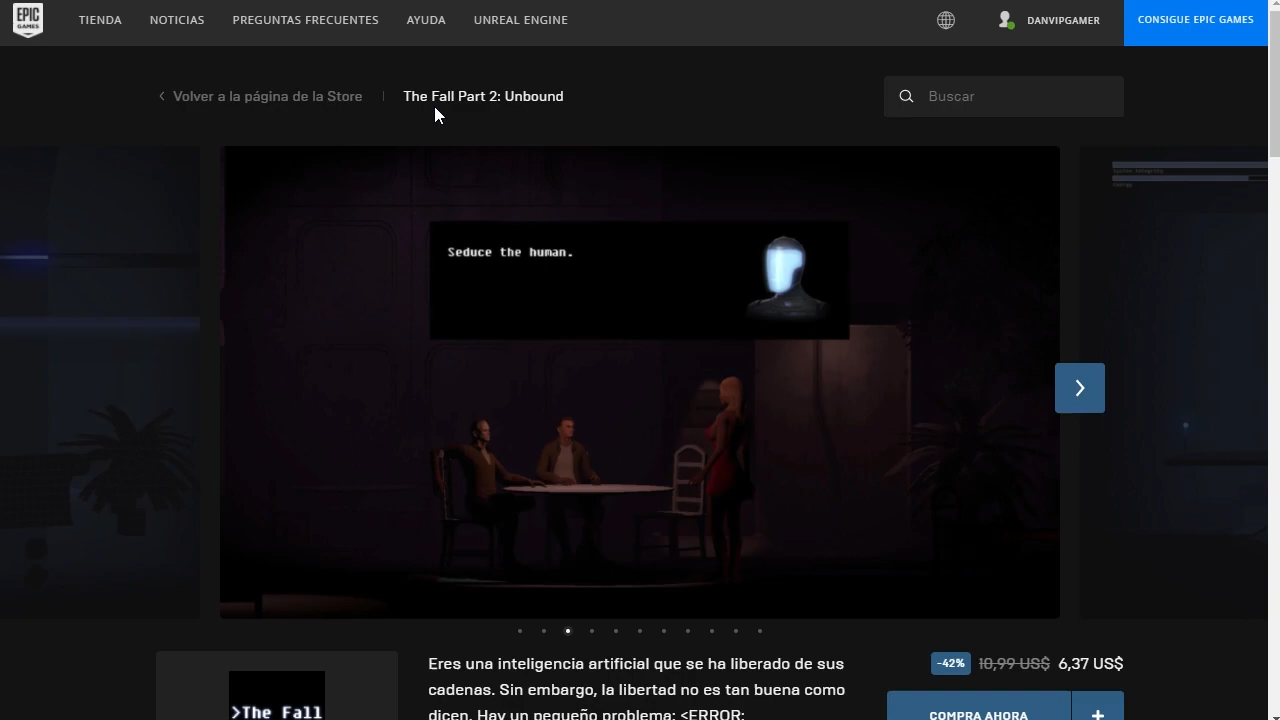 EPIC
GAMES
TIENDA
NOTICIAS
PREGUNTAS FRECUENTES
AYUDA
UNREAL ENGINE
DANVIPGAMER
CONSIGUE EPIC GAMES
Volver a la página de la Store
The Fall Part 2: Unbound
Buscar
Seduce the human.
>The Fall
Eres una inteligencia artificial que se ha liberado de sus
cadenas. Sin embargo, la libertad no es tan buena como
dicen. Hay un pequeño problema: <ERROR:
-42% 10,99 US$ 6,37 US$
COMPRA AHORA
+